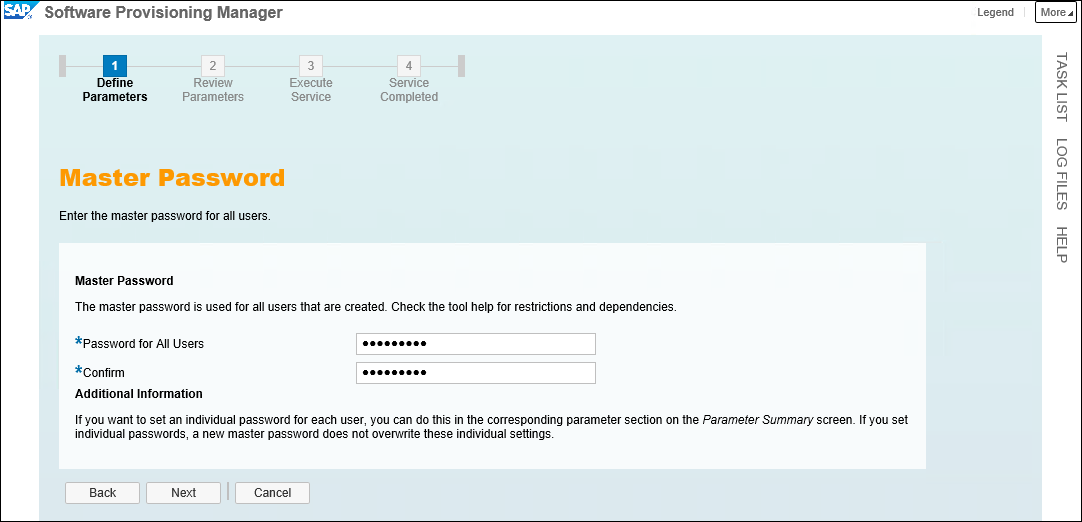 SAP Software Provisioning Manager
Legend
More
1
2
3
4
Define Parameters
Review Parameters
Execute Service
Service Completed
TASK LIST
LOG FILES
HELP
Master Password
Enter the master password for all users.
Master Password
The master password is used for all users that are created. Check the tool help for restrictions and dependencies.
*Password for All Users
•••••••••
*Confirm
•••••••••
Additional Information
If you want to set an individual password for each user, you can do this in the corresponding parameter section on the Parameter Summary screen. If you set
individual passwords, a new master password does not overwrite these individual settings.
Back
Next
Cancel